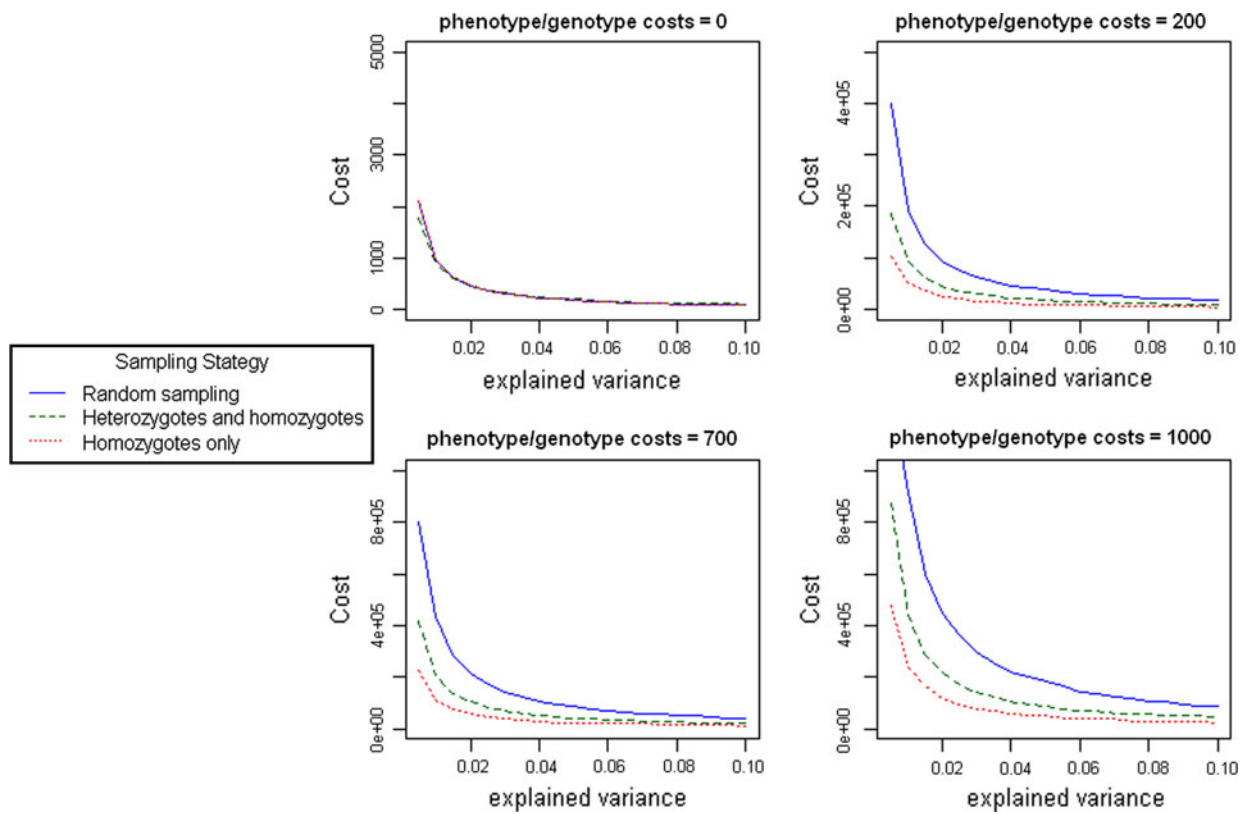 phenotype/genotype costs = 0
5000
3000
1000
0
Cost
0.02 0.04 0.06 0.08 0.10
explained variance
phenotype/genotype costs = 200
4e+05
2e+05
0e+00
Cost
0.02 0.04 0.06 0.08 0.10
explained variance
Sampling Stategy
Random sampling
Heterozygotes and homozygotes
Homozygotes only
phenotype/genotype costs = 700
8e+05
4e+05
0e+00
Cost
0.02 0.04 0.06 0.08 0.10
explained variance
phenotype/genotype costs = 1000
8e+05
4e+05
0e+00
Cost
0.02 0.04 0.06 0.08 0.10
explained variance